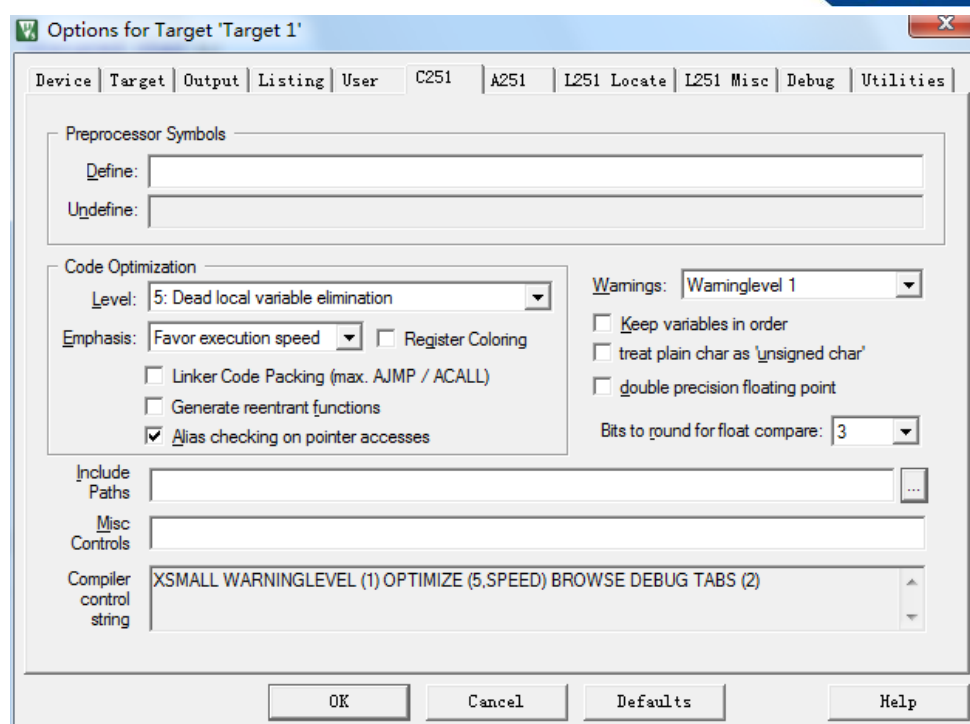 Options for Target 'Target 1'
Device Target Output Listing User C251 A251 L251 Locate L251 Misc Debug Utilities
Preprocessor Symbols
Define:
Undefine:
Code Optimization
Level: 5: Dead local variable elimination
Warnings: Warninglevel 1
Emphasis: Favor execution speed Register Coloring
Keep variables in order
treat plain char as 'unsigned char'
Linker Code Packing (max. AJMP / ACALL)
double precision floating point
Generate reentrant functions
Alias checking on pointer accesses
Bits to round for float compare: 3
Include
Paths
...
Misc
Controls
Compiler
control
string
XSMALL WARNINGLEVEL (1) OPTIMIZE (5,SPEED) BROWSE DEBUG TABS (2)
OK Cancel Defaults Help